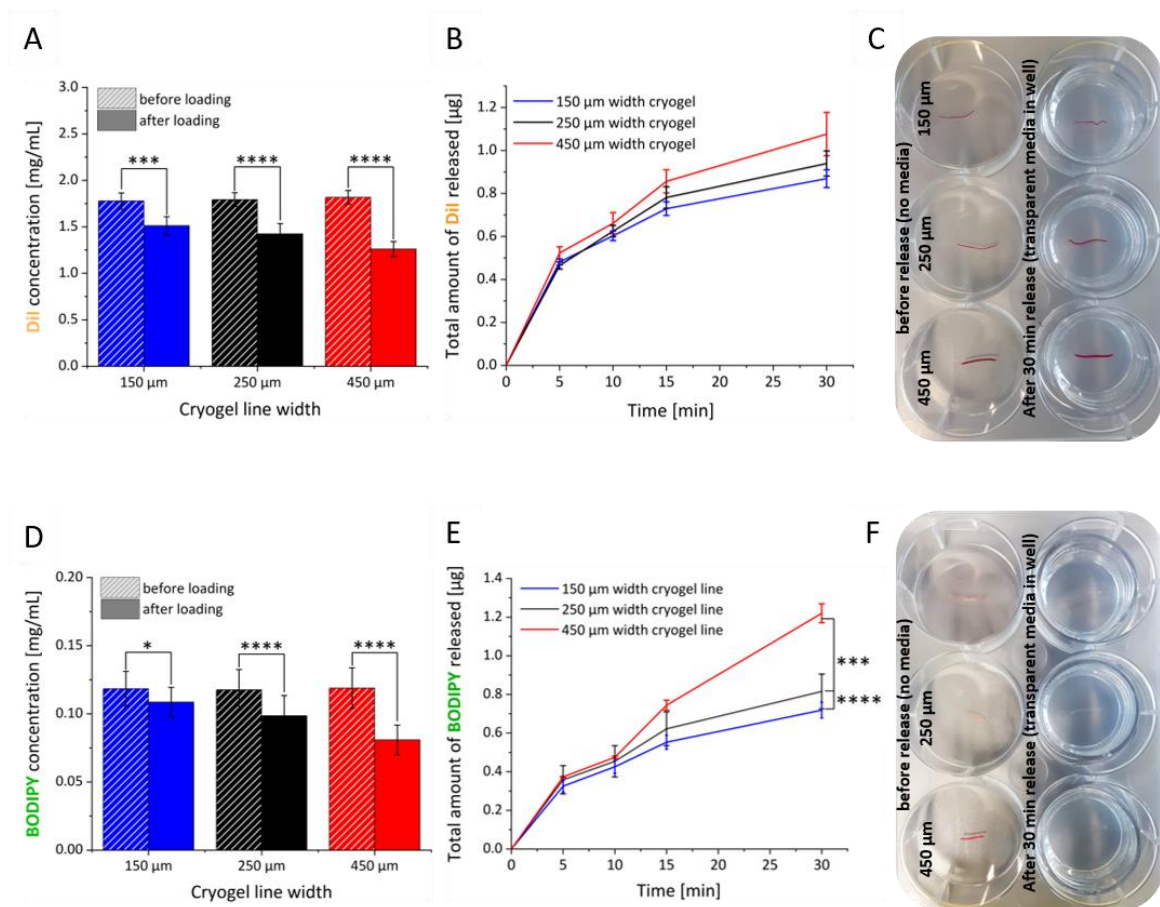 A
3.0
2.5
2.0
1.5
1.0
0.5
0.0
DiI concentration [mg/mL]
before loading
after loading
***
****
****
150 µm
250 µm
450 µm
Cryogel line width
B
1.2
1.0
0.8
0.6
0.4
0.2
0.0
Total amount of DiI released [µg]
150 µm width cryogel
250 µm width cryogel
450 µm width cryogel
0
5
10
15
20
25
30
Time [min]
C
150 µm
250 µm
450 µm
before release (no media)
After 30 min release (transparent media in well)
D
0.20
0.15
0.10
0.05
0.00
BODIPY concentration [mg/mL]
before loading
after loading
*
****
****
150 µm
250 µm
450 µm
Cryogel line width
E
1.4
1.2
1.0
0.8
0.6
0.4
0.2
0.0
Total amount of BODIPY released [µg]
150 µm width cryogel line
250 µm width cryogel line
450 µm width cryogel line
***
****
0
5
10
15
20
25
30
Time [min]
F
150 µm
250 µm
450 µm
before release (no media)
After 30 min release (transparent media in well)